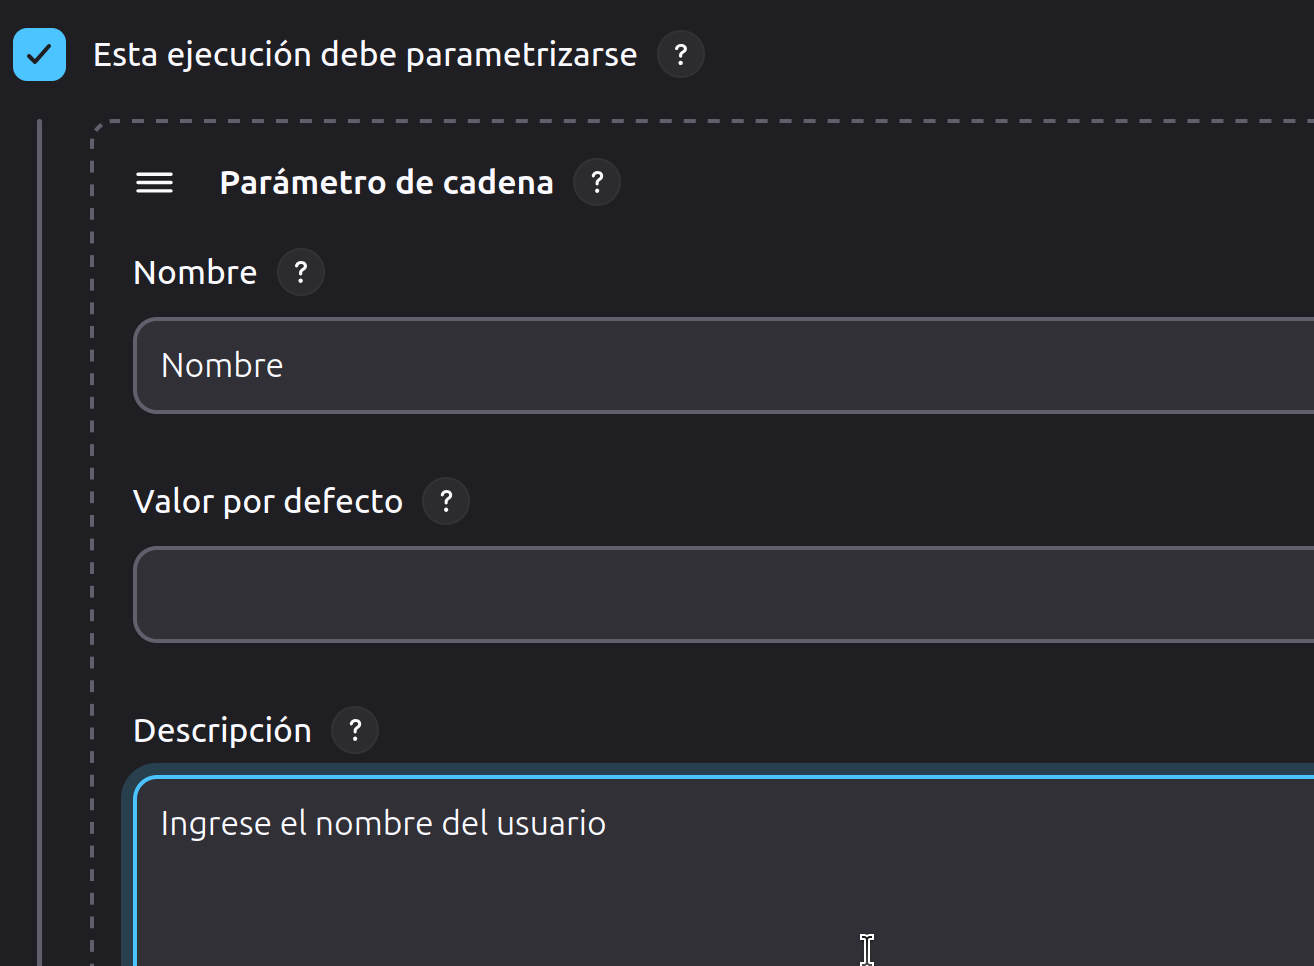 Esta ejecución debe parametrizarse ?
Parámetro de cadena ?
Nombre ?
Nombre
Valor por defecto ?
Descripción ?
Ingrese el nombre del usuario